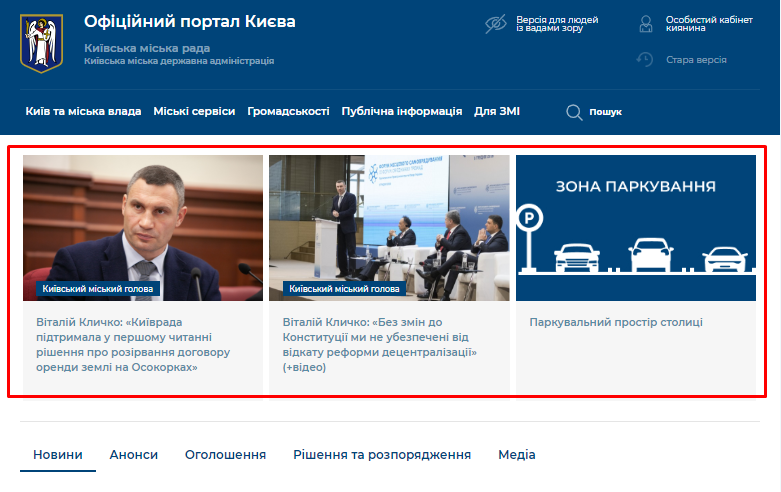 Офіційний портал Києва
Київська міська рада
Київська міська державна адміністрація
Версія для людей
із вадами зору
Особистий кабінет
киянина
Стара версія
Київ та міська влада Міські сервіси Громадськості Публічна інформація Для ЗМІ Пошук
Київський міський голова
Віталій Кличко: «Київрада
підтримала у першому читанні
рішення про розірвання договору
оренди землі на Осокорках»
Київський міський голова
Віталій Кличко: «Без змін до
Конституції ми не убезпечені від
відкату реформи децентралізації»
(+відео)
ЗОНА ПАРКУВАННЯ
P
Паркувальний простір столиці
Новини Анонси Оголошення Рішення та розпорядження Медіа